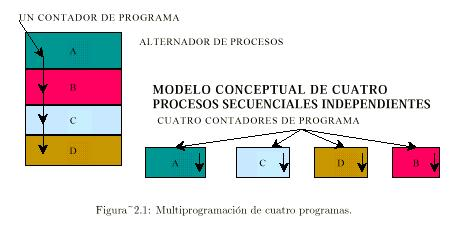 UN CONTADOR DE PROGRAMA
ALTERNADOR DE PROCESOS
A
B
C
D
MODELO CONCEPTUAL DE CUATRO
PROCESOS SECUENCIALES INDEPENDIENTES
CUATRO CONTADORES DE PROGRAMA
A
C
D
B
Figura~2.1: Multiprogramación de cuatro programas.